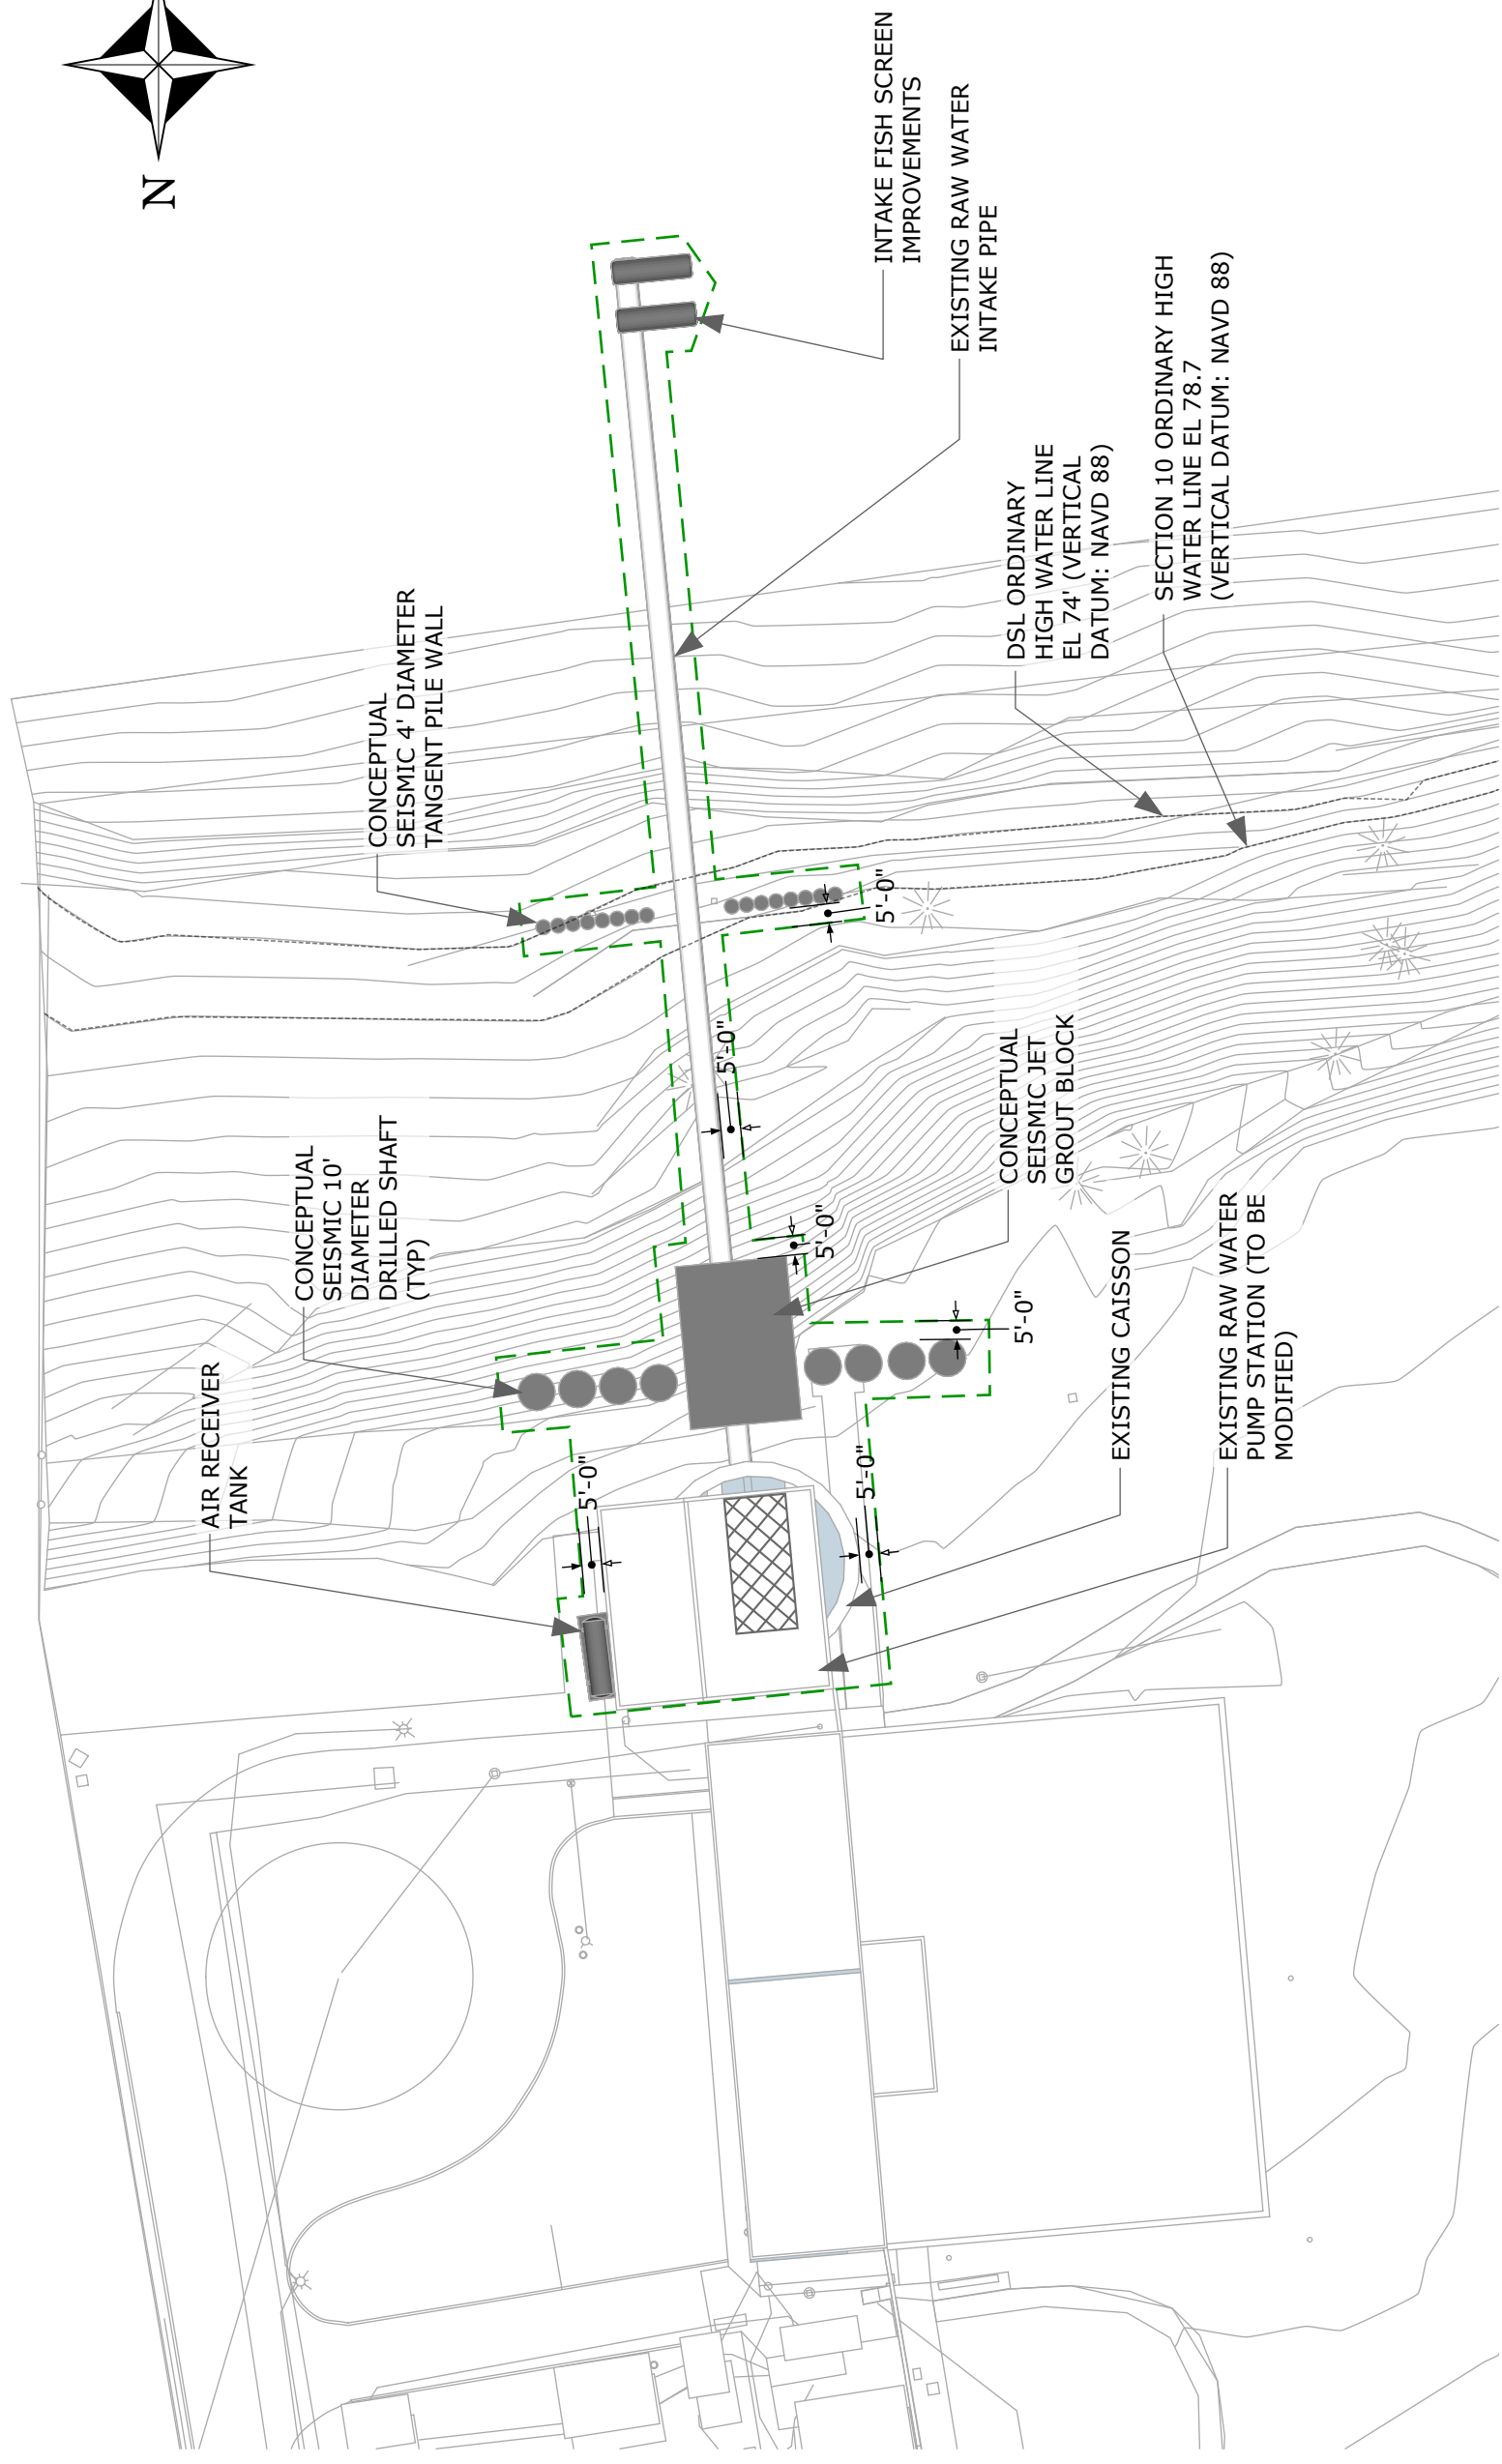 N
INTAKE FISH SCREEN
IMPROVEMENTS
EXISTING RAW WATER
INTAKE PIPE
SECTION 10 ORDINARY HIGH
WATER LINE EL 78.7
(VERTICAL DATUM: NAVD 88)
DSL ORDINARY
HIGH WATER LINE
EL 74' (VERTICAL
DATUM: NAVD 88)
CONCEPTUAL
SEISMIC 4' DIAMETER
TANGENT PILE WALL
5'-0"
5'-0"
CONCEPTUAL
SEISMIC JET
GROUT BLOCK
CONCEPTUAL
SEISMIC 10'
DIAMETER
DRILLED SHAFT
(TYP)
5'-0"
5'-0"
EXISTING CAISSON
EXISTING RAW WATER
PUMP STATION (TO BE
MODIFIED)
AIR RECEIVER
TANK
5'-0"
5'-0"